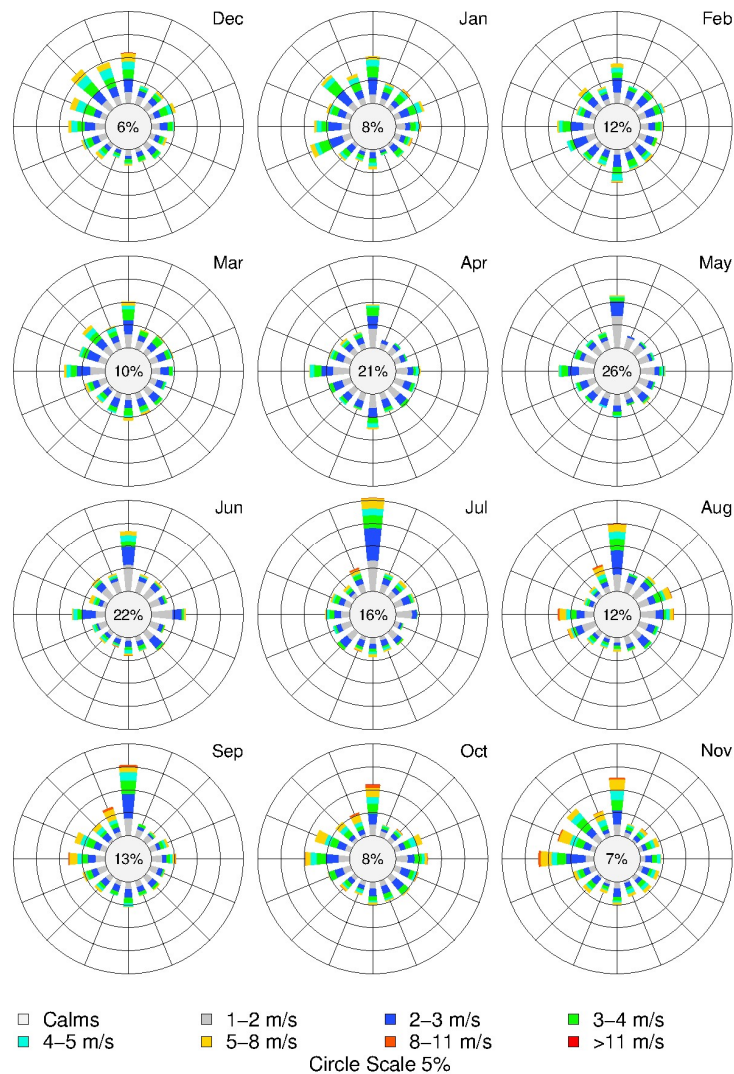 Dec
Jan
Feb
6%
8%
12%
Mar
Apr
May
10%
21%
26%
Jun
Jul
Aug
22%
16%
12%
Sep
Oct
Nov
13%
8%
7%
Calms
1–2 m/s
2–3 m/s
3–4 m/s
4–5 m/s
5–8 m/s
8–11 m/s
>11 m/s
Circle Scale 5%